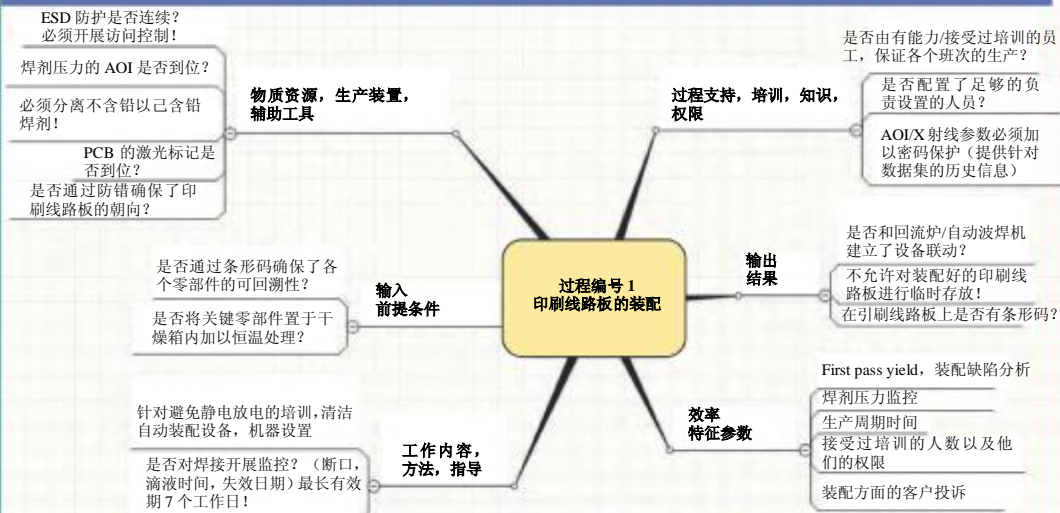 ESD 防护是否连续？
必须开展访问控制！
焊剂压力的 AOI 是否到位？
必须分离不含铅以已含铅
焊剂！
PCB 的激光标记是
否到位？
是否通过防错确保了印
刷线路板的朝向？
物质资源，生产装置，
辅助工具
是否通过条形码确保了各
个零部件的可回溯性？
是否将关键零部件置于干
燥箱内加以恒温处理？
输入
前提条件
针对避免静电放电的培训,清洁
自动装配设备，机器设置
是否对焊接开展监控？（断口，
滴液时间，失效日期）最长有效
期 7 个工作日！
工作内容，
方法，指导
过程编号 1
印刷线路板的装配
过程支持，培训，知识，
权限
是否由有能力/接受过培训的员
工，保证各个班次的生产？
是否配置了足够的负
责设置的人员？
AOI/X 射线参数必须加
以密码保护（提供针对
数据集的历史信息）
输出
结果
是否和回流炉/自动波焊机
建立了设备联动？
不允许对装配好的印刷线
路板进行临时存放！
在引刷线路板上是否有条形码？
效率
特征参数
First pass yield，装配缺陷分析
焊剂压力监控
生产周期时间
接受过培训的人数以及他
们的权限
装配方面的客户投诉